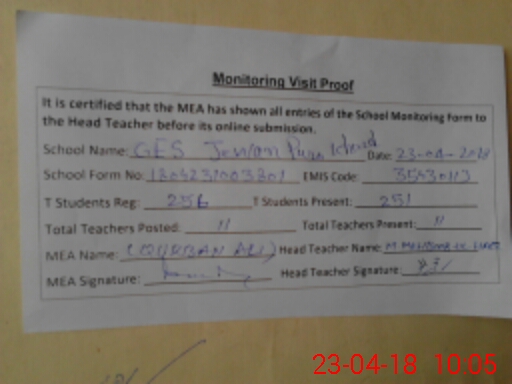 Monitoring Visit Proof
It is certified that the MEA has shown all entries of the School Monitoring Form to
the Head Teacher before its online submission.
School Name: GES Date: 23-04-2018
School Form No: EMIS Code:
T Students Reg: 256 T Students Present: 251
Total Teachers Posted: 11 Total Teachers Present: 11
MEA Name: (QURBAN ALI) Head Teacher Name:
MEA Signature: Head Teacher Signature:
23-04-18 10:05